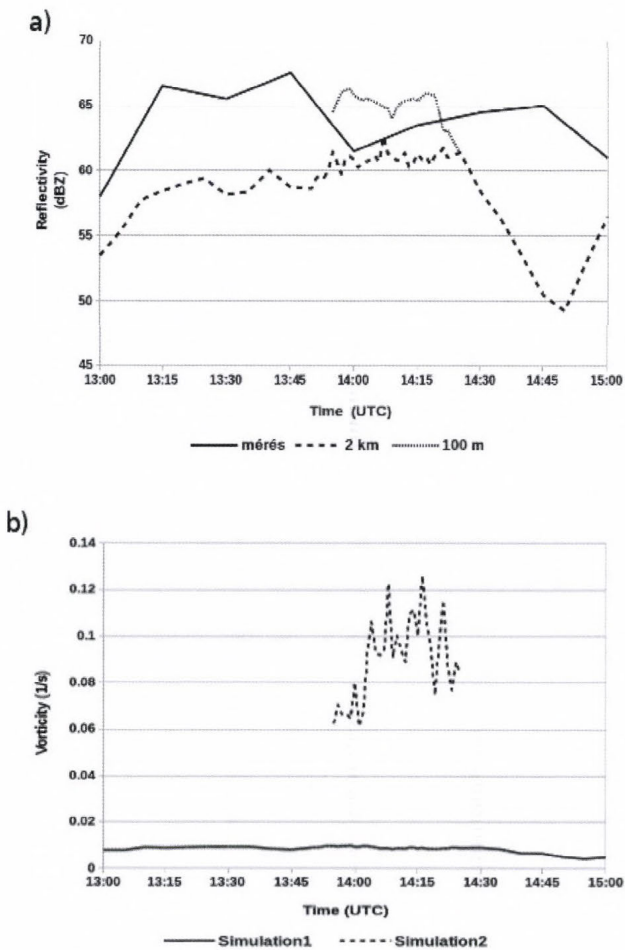 a)
70
65
60
55
50
45
Reflectivity
(dBZ)
13:00 13:15 13:30 13:45 14:00 14:15 14:30 14:45 15:00
Time (UTC)
mérés 2 km 100 m
b)
0.14
0.12
0.1
0.08
0.06
0.04
0.02
0
Vorticity (1/s)
13:00 13:15 13:30 13:45 14:00 14:15 14:30 14:45 15:00
Time (UTC)
Simulation1 Simulation2